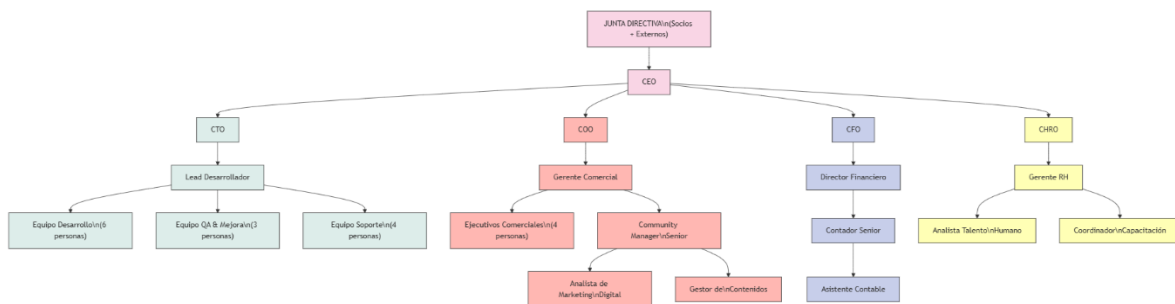 JUNTA DIRECTIVA\n(Socios
+ Externos)
CEO
CTO
COO
CFO
CHRO
Lead Desarrollador
Gerente Comercial
Director Financiero
Gerente RH
Equipo Desarrollo\n(6
personas)
Equipo QA & Mejora\n(3
personas)
Equipo Soporte\n(4
personas)
Ejecutivos Comerciales\n(4
personas)
Community
Manager\nSenior
Contador Senior
Analista Talento\nHumano
Coordinador\nCapacitación
Analista de
Marketing\nDigital
Gestor de\nContenidos
Asistente Contable